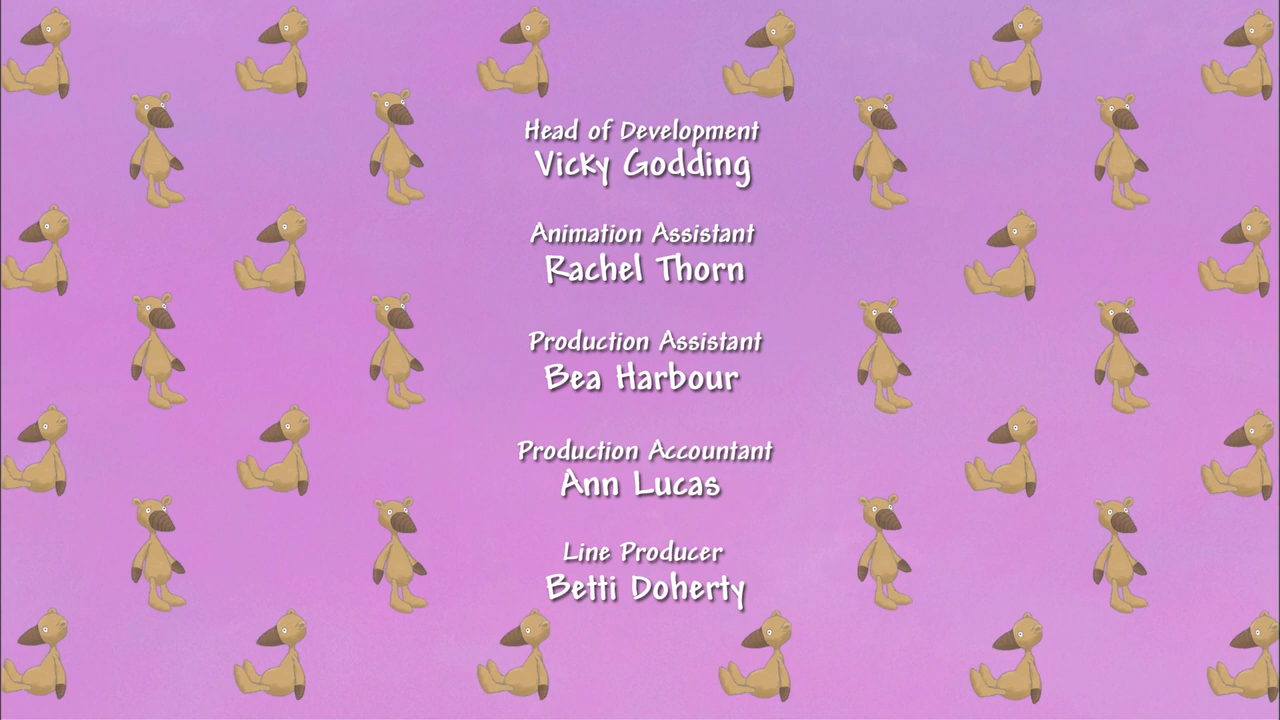 Head of Development
Vicky Godding
Animation Assistant
Rachel Thorn
Production Assistant
Bea Harbour
Production Accountant
Ann Lucas
Line Producer
Betti Doherty